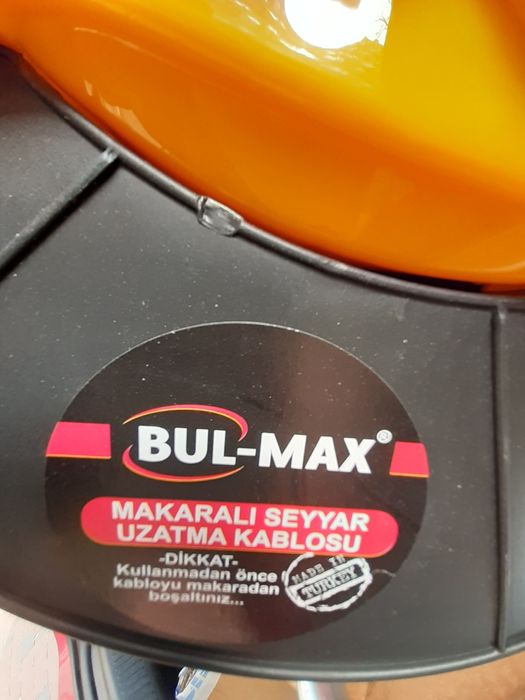 BUL-MAX®
MAKARALI SEYYAR
UZATMA KABLOSU
-DİKKAT-
Kullanmadan önce
kabloyu makaradan
boşaltınız...
MADE IN
TURKEY